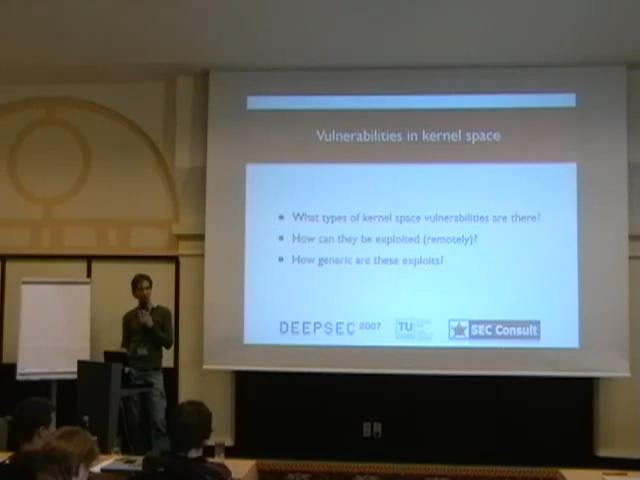 Vulnerabilities in kernel space
What types of kernel space vulnerabilities are there?
How can they be exploited (remotely)?
How generic are these exploits?
DEEPSEC 2007
TU
SEC Consult